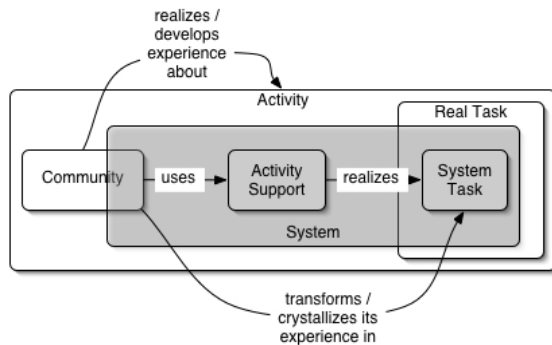 realizes /
develops
experience
about
Activity
Real Task
Community
uses
Activity
Support
realizes
System
Task
System
transforms /
crystallizes its
experience in